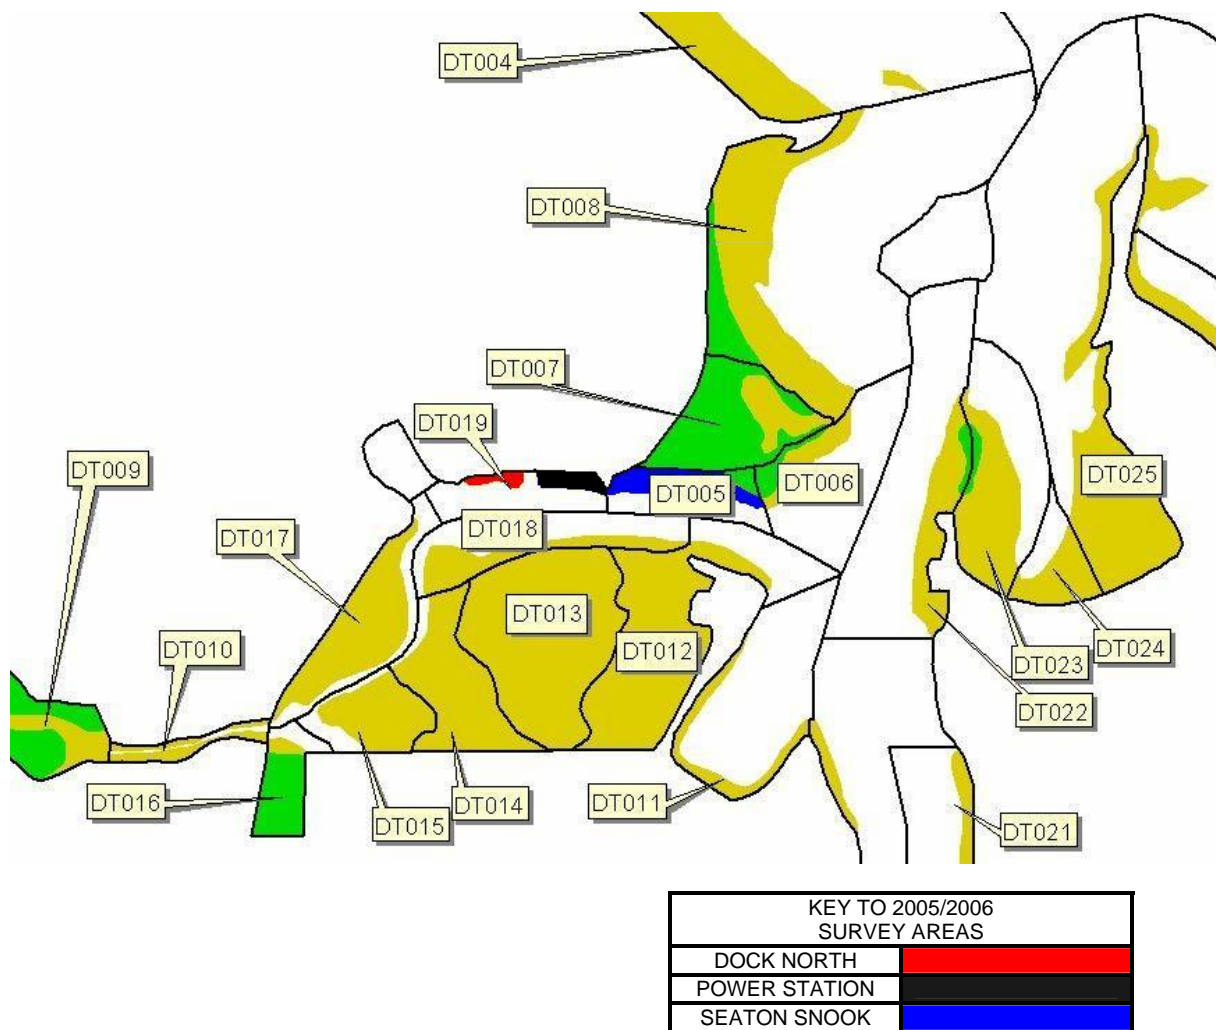 DT004
DT008
DT007
DT019
DT009
DT005
DT006
DT025
DT018
DT017
DT013
DT010
DT012
DT024
DT023
DT022
DT016
DT014
DT011
DT015
DT021
KEY TO 2005/2006
SURVEY AREAS
DOCK NORTH
POWER STATION
SEATON SNOOK